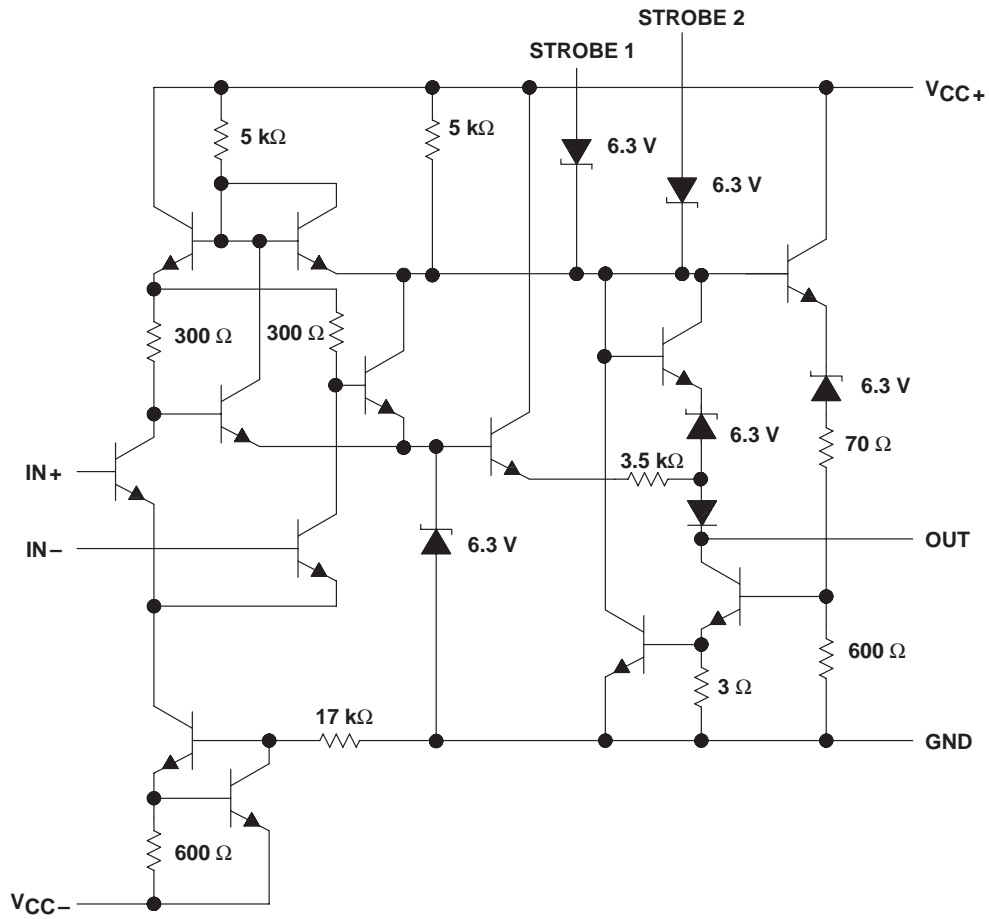 STROBE 2
STROBE 1
VCC+
5 kΩ
5 kΩ
6.3 V
6.3 V
300 Ω
300 Ω
6.3 V
6.3 V
70 Ω
3.5 kΩ
IN+
OUT
IN−
6.3 V
600 Ω
3 Ω
17 kΩ
GND
600 Ω
VCC−